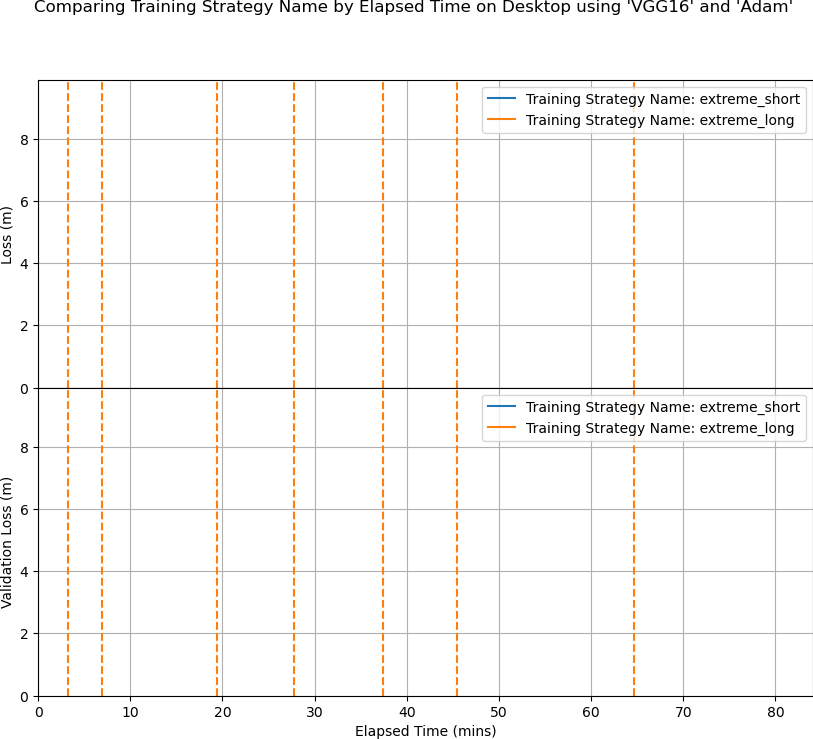 Comparing Training Strategy Name by Elapsed Time on Desktop using 'VGG16' and 'Adam'
Training Strategy Name: extreme_short
Training Strategy Name: extreme_long
8
6
4
2
0
Loss (m)
Training Strategy Name: extreme_short
Training Strategy Name: extreme_long
8
6
4
2
0
Validation Loss (m)
0 10 20 30 40 50 60 70 80
Elapsed Time (mins)